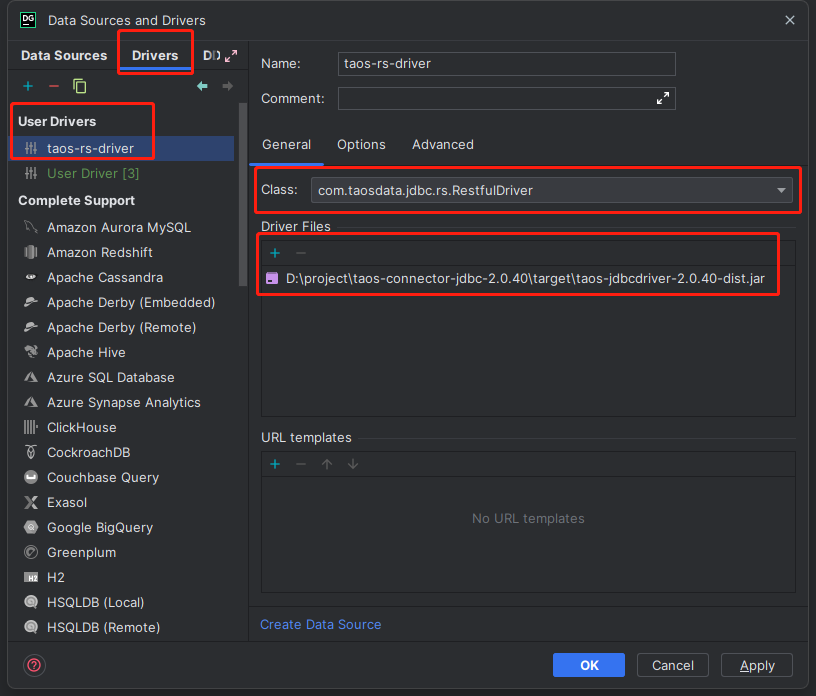 DG Data Sources and Drivers
Data Sources Drivers
User Drivers
taos-rs-driver
User Driver [3]
Complete Support
Amazon Aurora MySQL
Amazon Redshift
Apache Cassandra
Apache Derby (Embedded)
Apache Derby (Remote)
Apache Hive
Azure SQL Database
Azure Synapse Analytics
ClickHouse
CockroachDB
Couchbase Query
Exasol
Google BigQuery
Greenplum
H2 H2
HSQLDB (Local)
HSQLDB (Remote)
Name: taos-rs-driver
Comment:
General Options Advanced
Class: com.taosdata.jdbc.rs.RestfulDriver
Driver Files
D:\project\taos-connector-jdbc-2.0.40\target\taos-jdbcdriver-2.0.40-dist.jar
URL templates
No URL templates
Create Data Source
OK Cancel Apply